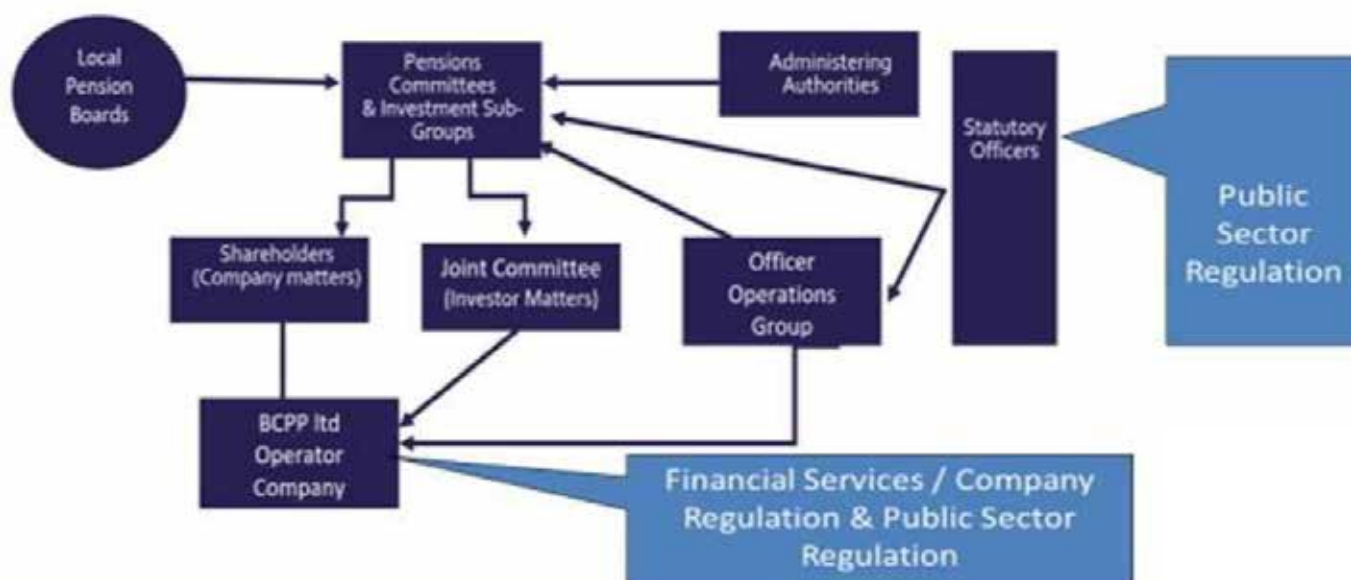 Local
Pension
Boards
Pensions
Committees
& Investment Sub-
Groups
Administering
Authorities
Statutory
Officers
Public
Sector
Regulation
Shareholders
(Company matters)
Joint Committee
(Investor Matters)
Officer
Operations
Group
BCPP ltd
Operator
Company
Financial Services / Company
Regulation & Public Sector
Regulation